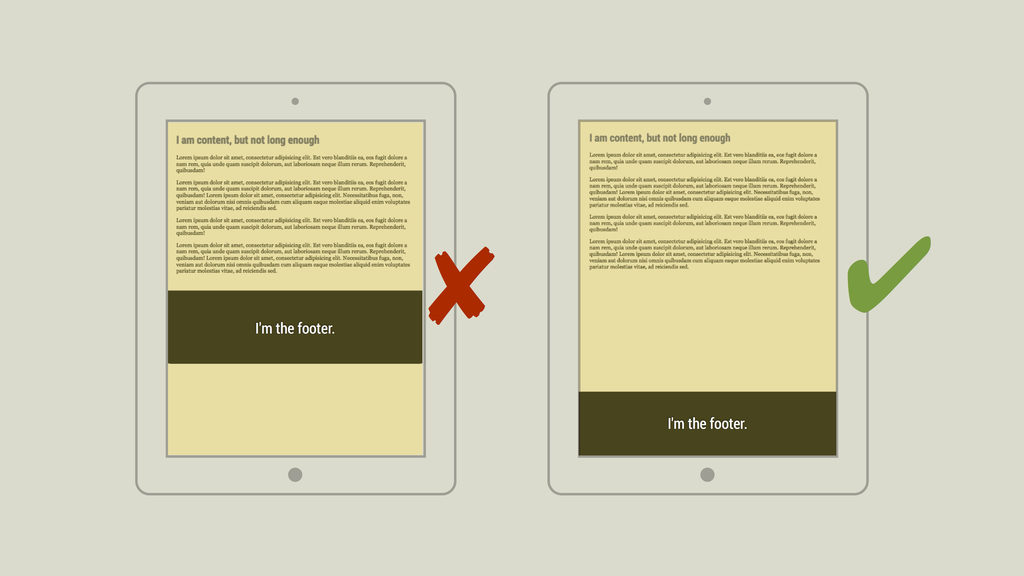 I am content, but not long enough
Lorem ipsum dolor sit amet, consectetur adipisicing elit. Est vero blanditiis ea, eos fugit dolore a
nam rem, quia unde quam suscipit dolorum, aut laboriosam neque illum rerum. Reprehenderit,
quibusdam!
Lorem ipsum dolor sit amet, consectetur adipisicing elit. Est vero blanditiis ea, eos fugit dolore a
nam rem, quia unde quam suscipit dolorum, aut laboriosam neque illum rerum. Reprehenderit,
quibusdam! Lorem ipsum dolor sit amet, consectetur adipisicing elit. Necessitatibus fuga, non,
veniam aut dolorum nisi omnis quibusdam cum aliquam eaque molestias aliquid enim voluptates
pariatur molestias vitae, ad reiciendis sed.
Lorem ipsum dolor sit amet, consectetur adipisicing elit. Est vero blanditiis ea, eos fugit dolore a
nam rem, quia unde quam suscipit dolorum, aut laboriosam neque illum rerum. Reprehenderit,
quibusdam!
Lorem ipsum dolor sit amet, consectetur adipisicing elit. Est vero blanditiis ea, eos fugit dolore a
nam rem, quia unde quam suscipit dolorum, aut laboriosam neque illum rerum. Reprehenderit,
quibusdam! Lorem ipsum dolor sit amet, consectetur adipisicing elit. Necessitatibus fuga, non,
veniam aut dolorum nisi omnis quibusdam cum aliquam eaque molestias aliquid enim voluptates
pariatur molestias vitae, ad reiciendis sed.
I'm the footer.
I am content, but not long enough
Lorem ipsum dolor sit amet, consectetur adipisicing elit. Est vero blanditiis ea, eos fugit dolore a
nam rem, quia unde quam suscipit dolorum, aut laboriosam neque illum rerum. Reprehenderit,
quibusdam!
Lorem ipsum dolor sit amet, consectetur adipisicing elit. Est vero blanditiis ea, eos fugit dolore a
nam rem, quia unde quam suscipit dolorum, aut laboriosam neque illum rerum. Reprehenderit,
quibusdam! Lorem ipsum dolor sit amet, consectetur adipisicing elit. Necessitatibus fuga, non,
veniam aut dolorum nisi omnis quibusdam cum aliquam eaque molestias aliquid enim voluptates
pariatur molestias vitae, ad reiciendis sed.
Lorem ipsum dolor sit amet, consectetur adipisicing elit. Est vero blanditiis ea, eos fugit dolore a
nam rem, quia unde quam suscipit dolorum, aut laboriosam neque illum rerum. Reprehenderit,
quibusdam!
Lorem ipsum dolor sit amet, consectetur adipisicing elit. Est vero blanditiis ea, eos fugit dolore a
nam rem, quia unde quam suscipit dolorum, aut laboriosam neque illum rerum. Reprehenderit,
quibusdam! Lorem ipsum dolor sit amet, consectetur adipisicing elit. Necessitatibus fuga, non,
veniam aut dolorum nisi omnis quibusdam cum aliquam eaque molestias aliquid enim voluptates
pariatur molestias vitae, ad reiciendis sed.
I'm the footer.